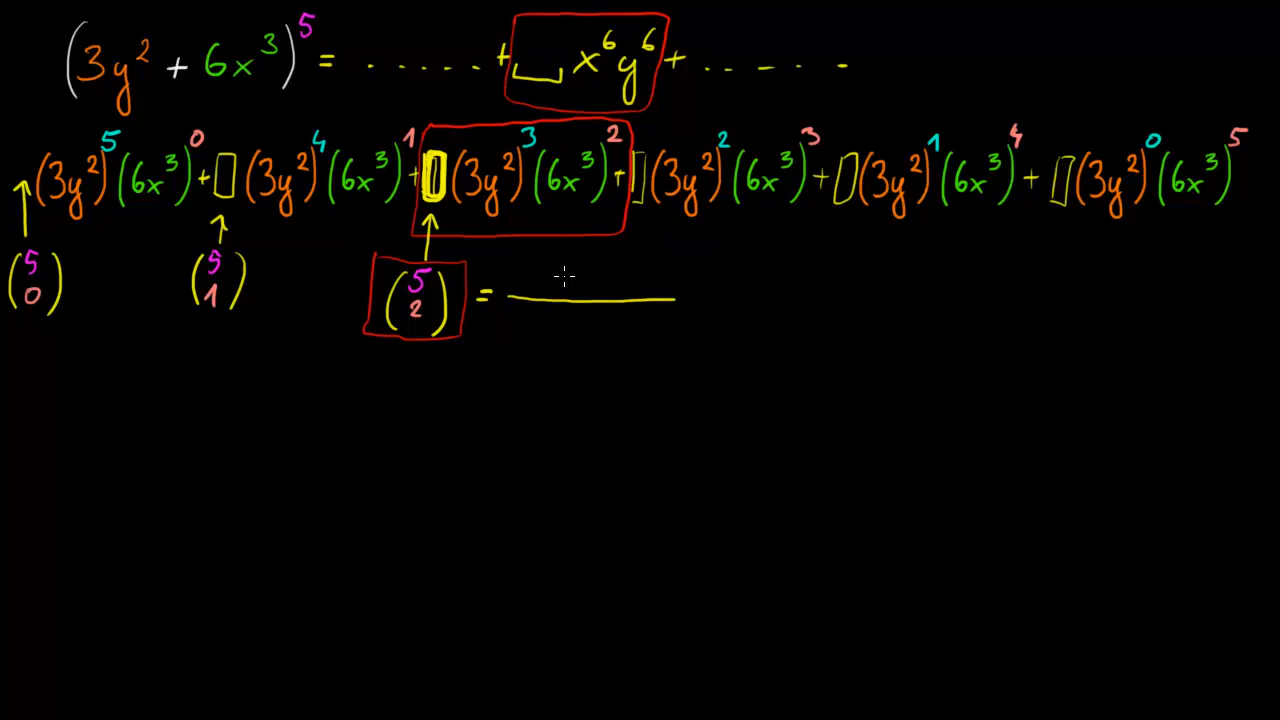 (3y² + 6x³)⁵ = ..... + ⎵ x⁶y⁶ + ......
(3y²)⁵(6x³)⁰ + ▯(3y²)⁴(6x³)¹ + ▯(3y²)³(6x³)² + ▯(3y²)²(6x³)³ + ▯(3y²)¹(6x³)⁴ + ▯(3y²)⁰(6x³)⁵
(5 0) (5 1) (5 2) = ____